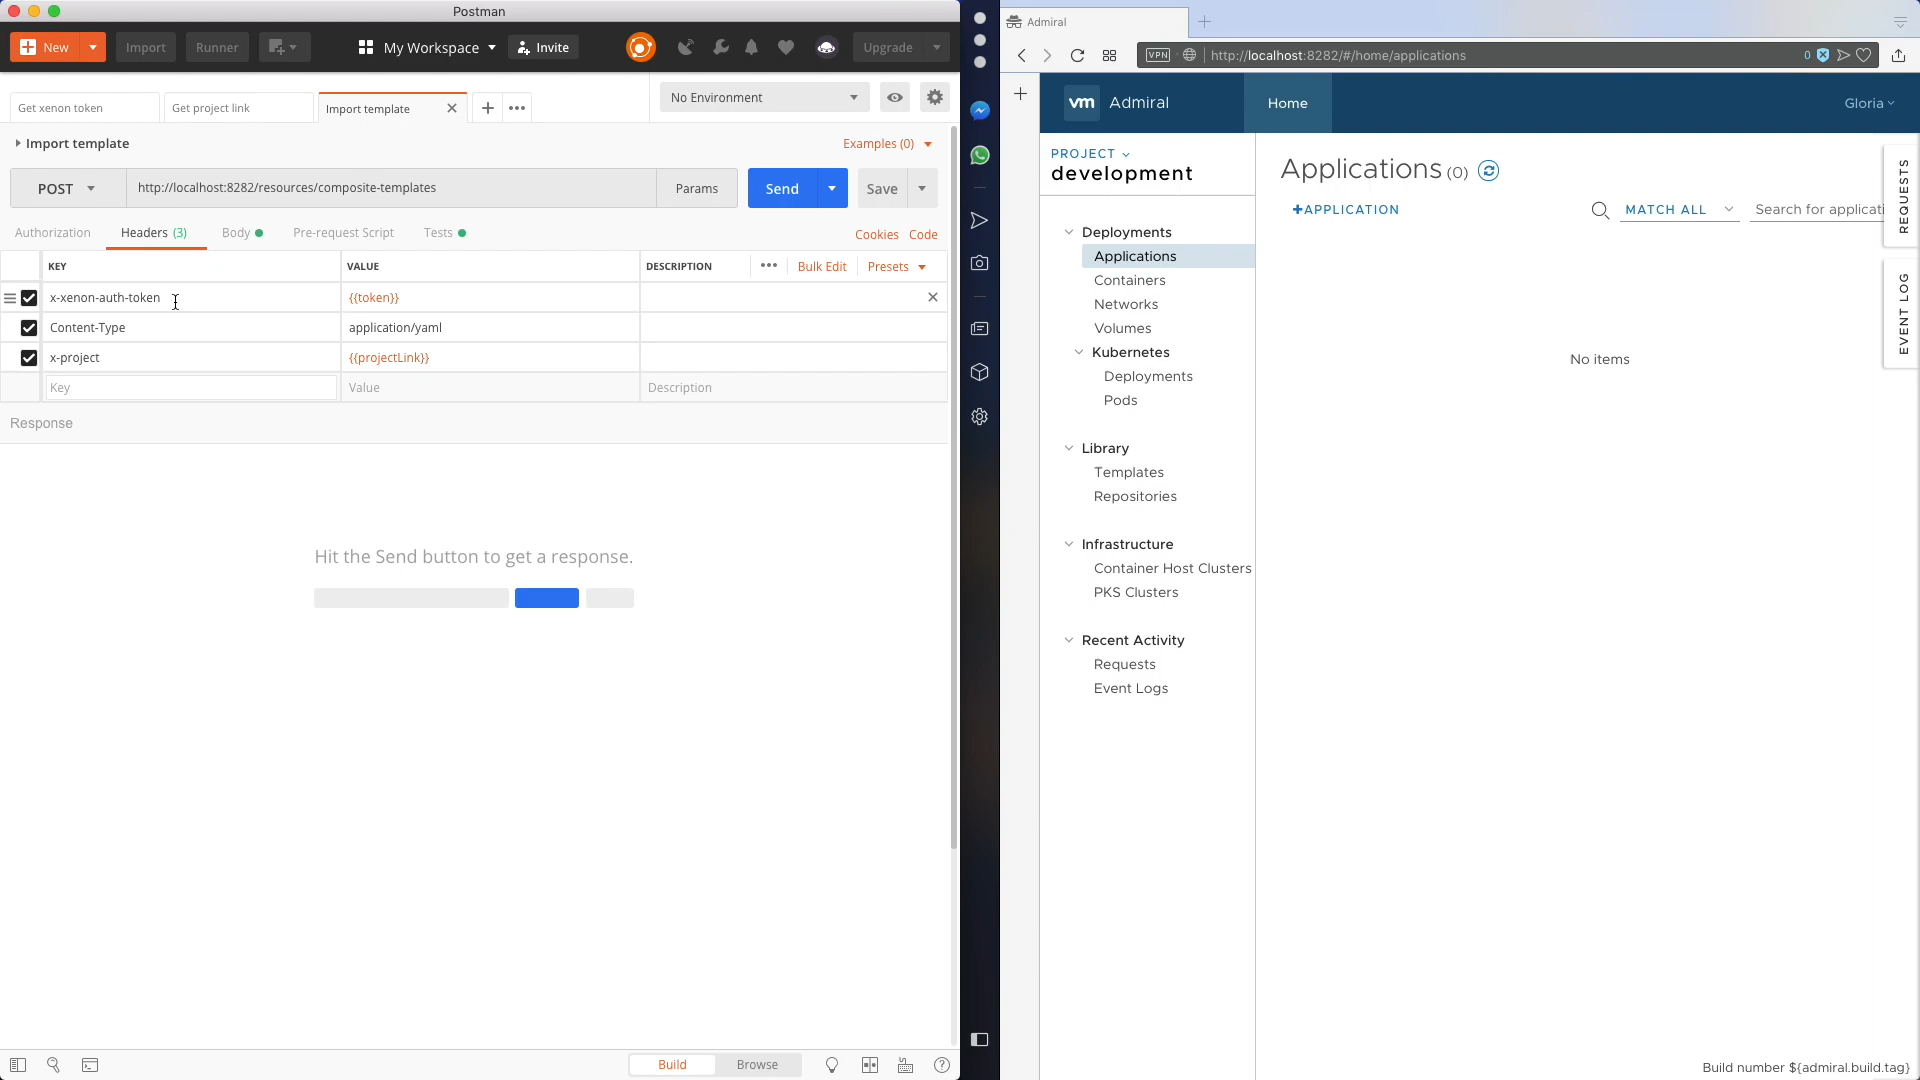 Postman
New
Import
Runner
My Workspace
Invite
Upgrade
Get xenon token
Get project link
Import template
No Environment
Import template
Examples (0)
POST
http://localhost:8282/resources/composite-templates
Params
Send
Save
Authorization
Headers (3)
Body
Pre-request Script
Tests
Cookies
Code
KEY
VALUE
DESCRIPTION
Bulk Edit
Presets
x-xenon-auth-token
{{token}}
Content-Type
application/yaml
x-project
{{projectLink}}
Key
Value
Description
Response
Hit the Send button to get a response.
Build
Browse
Admiral
VPN
http://localhost:8282/#/home/applications
0
vm
Admiral
Home
Gloria
PROJECT
development
Deployments
Applications
Containers
Networks
Volumes
Kubernetes
Deployments
Pods
Library
Templates
Repositories
Infrastructure
Container Host Clusters
PKS Clusters
Recent Activity
Requests
Event Logs
Applications (0)
+APPLICATION
MATCH ALL
Search for applicati
No items
REQUESTS
EVENT LOG
Build number ${admiral.build.tag}